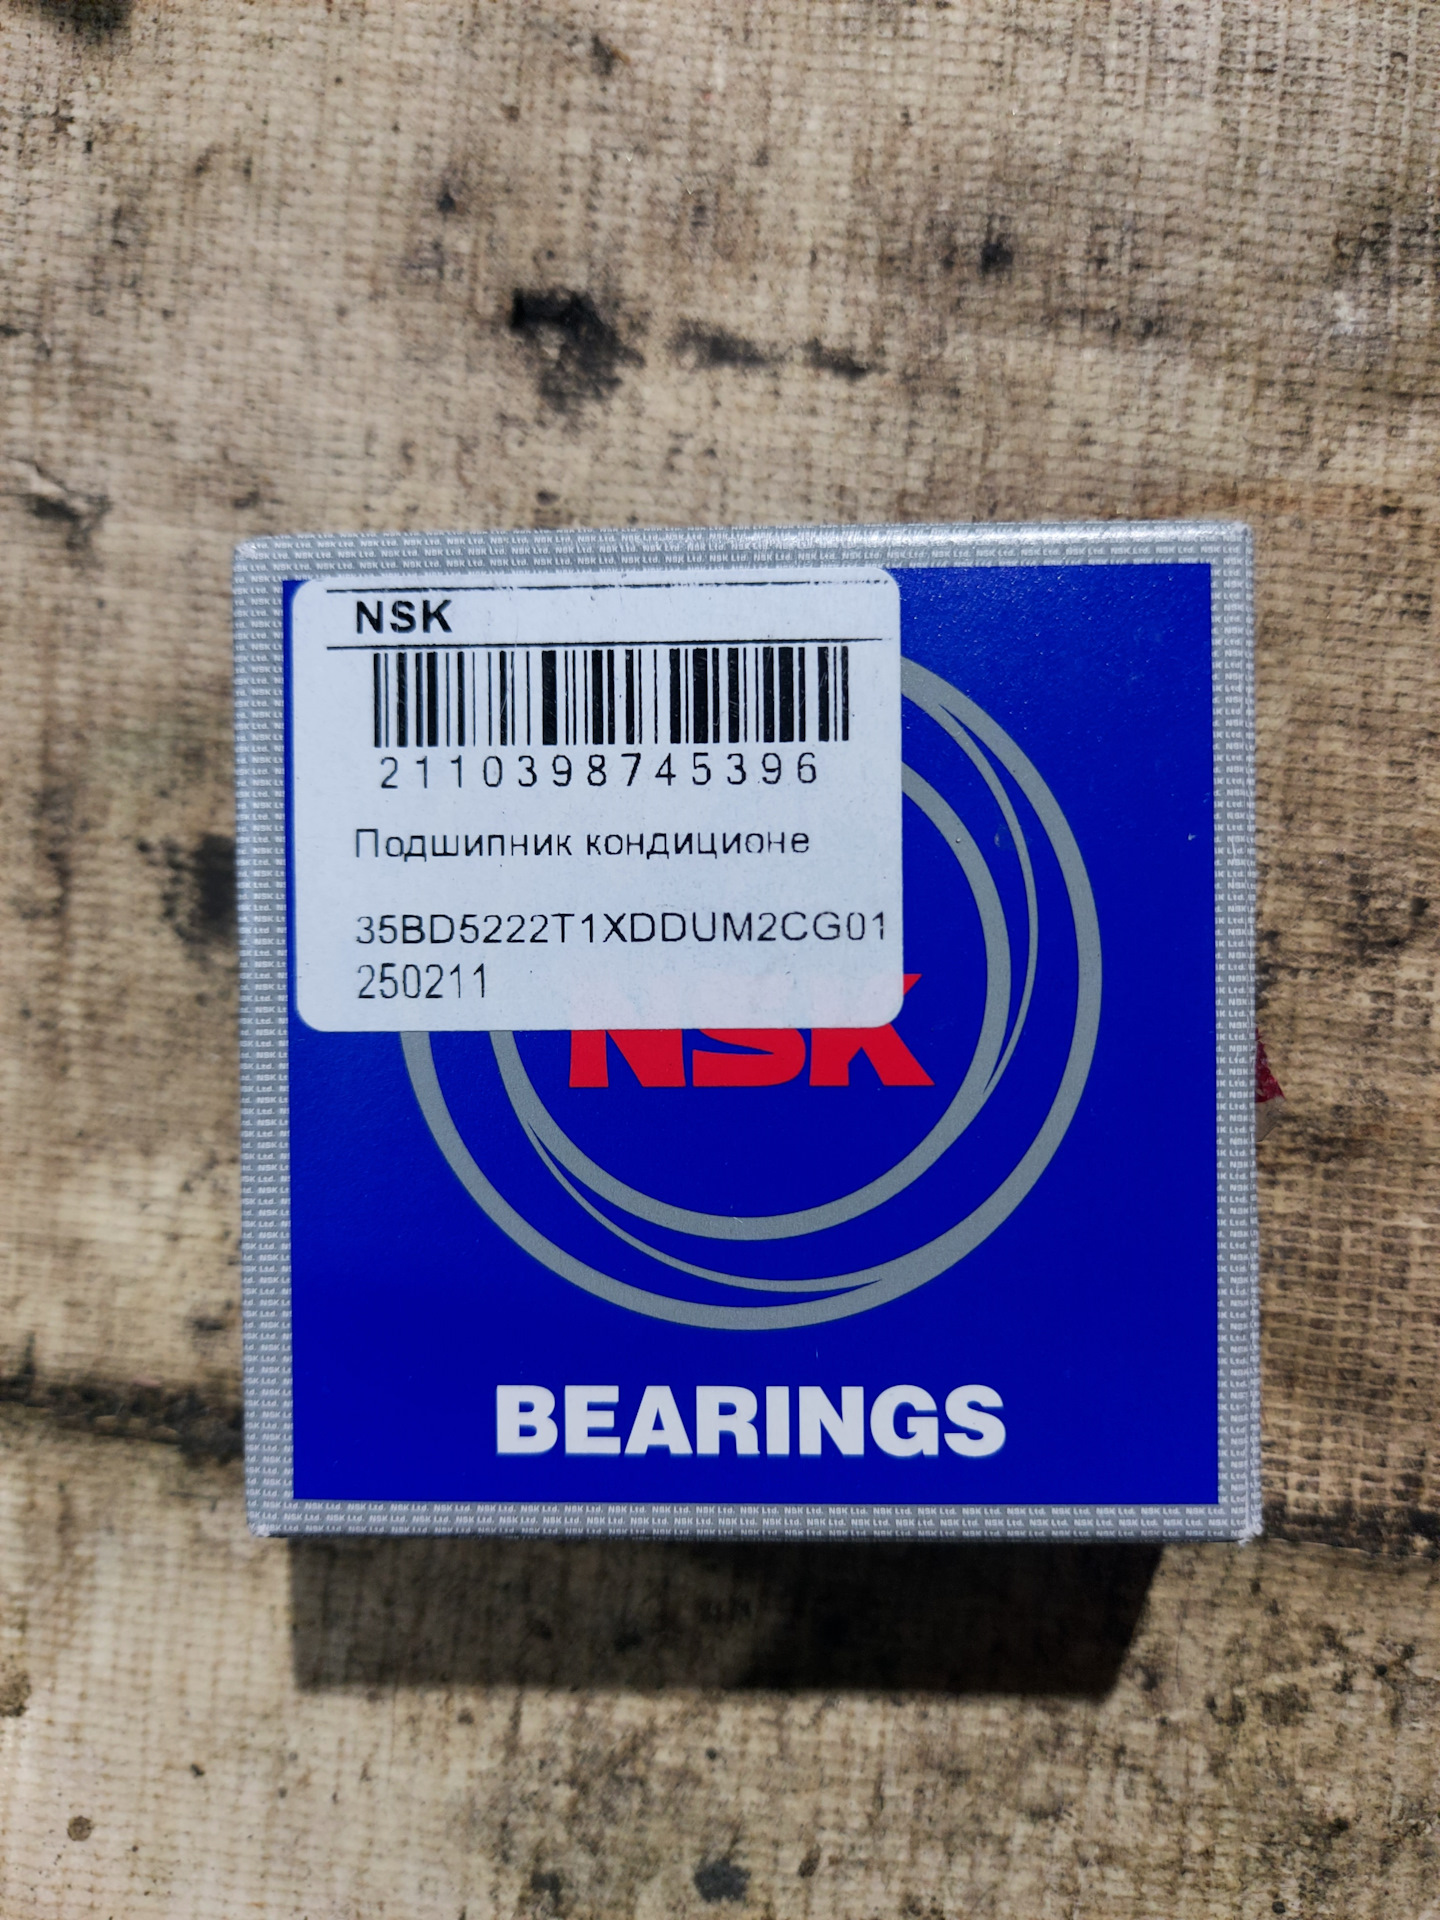 NSK
2110398745396
Подшипник кондиционе
35BD5222T1XDDUM2CG01
250211
NSK
BEARINGS